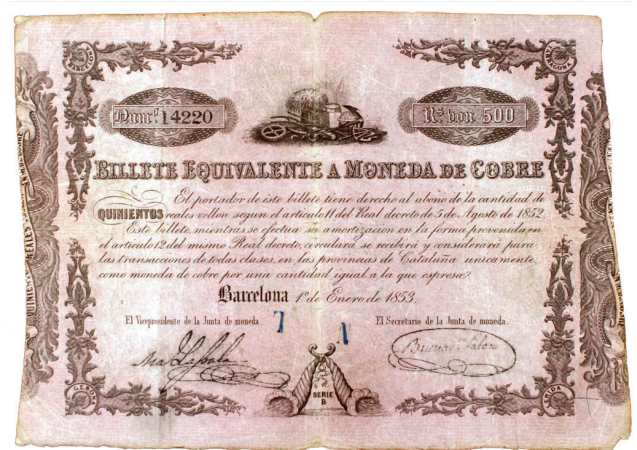 BARCELONA
TARRAGONA
Num.º 14220
R.s von 500
BILLETE EQUIVALENTE A MONEDA DE COBRE
El portador de este billete tiene derecho al abono de la cantidad de
QUINIENTOS reales vellon segun el articulo 11 del Real decreto de 5 de Agosto de 1852.
Este billete, mientras se efectua su amortizacion en la forma prevenida en
el articulo 12 del mismo Real decreto, circulará se recibirá y considerará para
las transacciones de todas clases, en las provincias de Cataluña unicamente,
como moneda de cobre por una cantidad igual a la que espresa.
Barcelona 1º de Enero de 1853.
El Vicepresidente de la Junta de moneda.
7 A
El Secretario de la Junta de moneda.
SERIE
B
GERONA
LERIDA